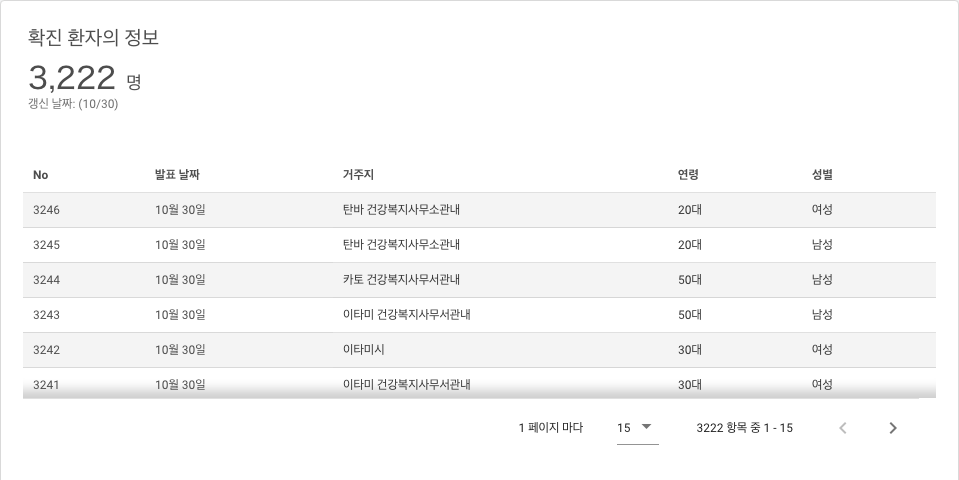 확진 환자의 정보
3,222 명
갱신 날짜: (10/30)
No 발표 날짜 거주지 연령 성별
3246 10월 30일 탄바 건강복지사무소관내 20대 여성
3245 10월 30일 탄바 건강복지사무소관내 20대 남성
3244 10월 30일 카토 건강복지사무서관내 50대 남성
3243 10월 30일 이타미 건강복지사무서관내 50대 남성
3242 10월 30일 이타미시 30대 여성
3241 10월 30일 이타미 건강복지사무서관내 30대 여성
1 페이지 마다 15 3222 항목 중 1 - 15